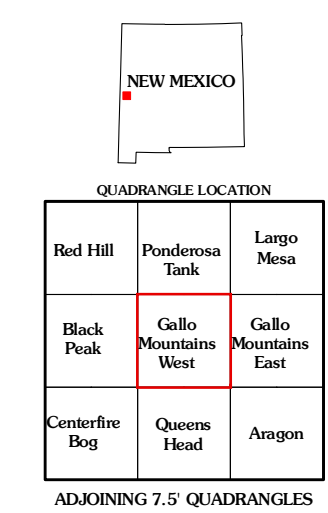 NEW MEXICO
QUADRANGLE LOCATION
Red Hill
Ponderosa
Tank
Largo
Mesa
Black
Peak
Gallo
Mountains
West
Gallo
Mountains
East
Centerfire
Bog
Queens
Head
Aragon
ADJOINING 7.5' QUADRANGLES